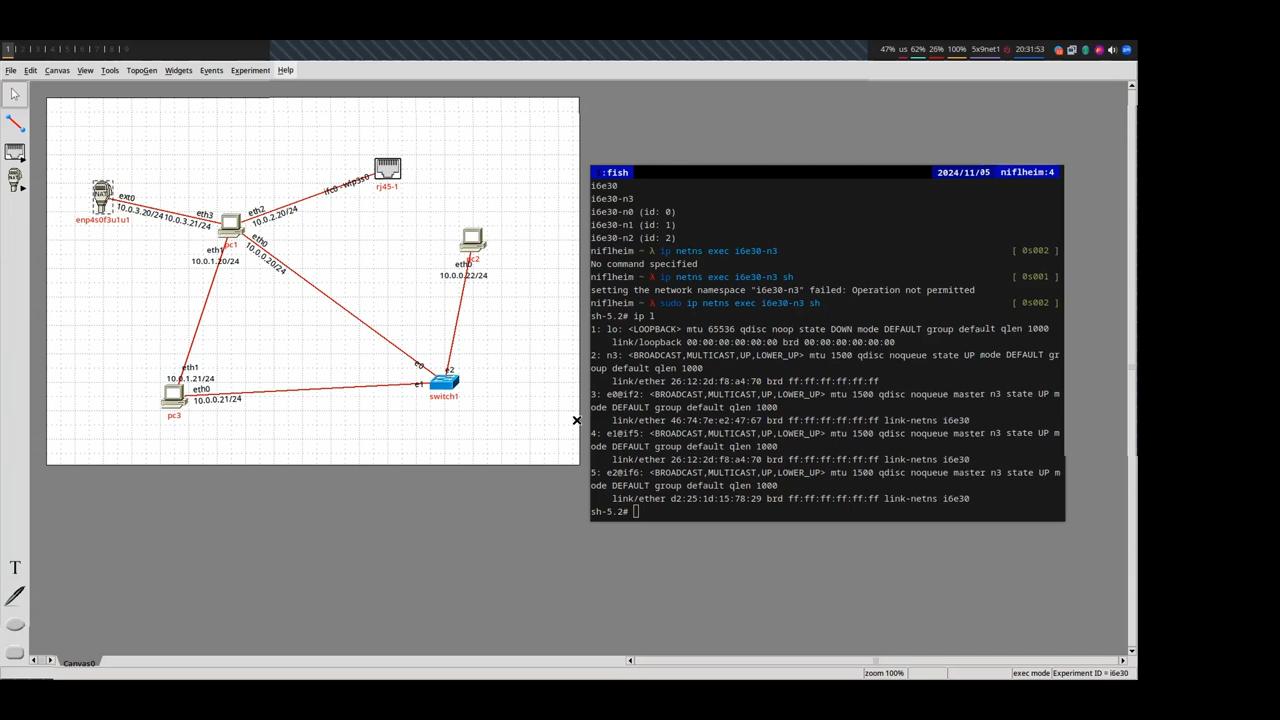 1 2 3 4 5 6 7 8 9
47% us 62% 26% 100% 5x9net1 20:31:53
File Edit Canvas View Tools TopoGen Widgets Events Experiment Help
rj45-1
ifc0 - wlp3s0
ext0
10.0.3.20/24
enp4s0f3u1u1
eth3
10.0.3.21/24
eth2
10.0.2.20/24
pc1
eth1
10.0.1.20/24
eth0
10.0.0.20/24
pc2
eth0
10.0.0.22/24
e0
e2
e1
switch1
eth1
10.0.1.21/24
eth0
10.0.0.21/24
pc3
:fish 2024/11/05 niflheim:4
i6e30
i6e30-n3
i6e30-n0 (id: 0)
i6e30-n1 (id: 1)
i6e30-n2 (id: 2)
niflheim ~ λ ip netns exec i6e30-n3 [ 0s002 ]
No command specified
niflheim ~ λ ip netns exec i6e30-n3 sh [ 0s001 ]
setting the network namespace "i6e30-n3" failed: Operation not permitted
niflheim ~ λ sudo ip netns exec i6e30-n3 sh [ 0s002 ]
sh-5.2# ip l
1: lo: <LOOPBACK> mtu 65536 qdisc noop state DOWN mode DEFAULT group default qlen 1000
link/loopback 00:00:00:00:00:00 brd 00:00:00:00:00:00
2: n3: <BROADCAST,MULTICAST,UP,LOWER_UP> mtu 1500 qdisc noqueue state UP mode DEFAULT gr
oup default qlen 1000
link/ether 26:12:2d:f8:a4:70 brd ff:ff:ff:ff:ff:ff
3: e0@if2: <BROADCAST,MULTICAST,UP,LOWER_UP> mtu 1500 qdisc noqueue master n3 state UP m
ode DEFAULT group default qlen 1000
link/ether 46:74:7e:e2:47:67 brd ff:ff:ff:ff:ff:ff link-netns i6e30
4: e1@if5: <BROADCAST,MULTICAST,UP,LOWER_UP> mtu 1500 qdisc noqueue master n3 state UP m
ode DEFAULT group default qlen 1000
link/ether 26:12:2d:f8:a4:70 brd ff:ff:ff:ff:ff:ff link-netns i6e30
5: e2@if6: <BROADCAST,MULTICAST,UP,LOWER_UP> mtu 1500 qdisc noqueue master n3 state UP m
ode DEFAULT group default qlen 1000
link/ether d2:25:1d:15:78:29 brd ff:ff:ff:ff:ff:ff link-netns i6e30
sh-5.2#
T
Canvas0
zoom 100% exec mode Experiment ID = i6e30